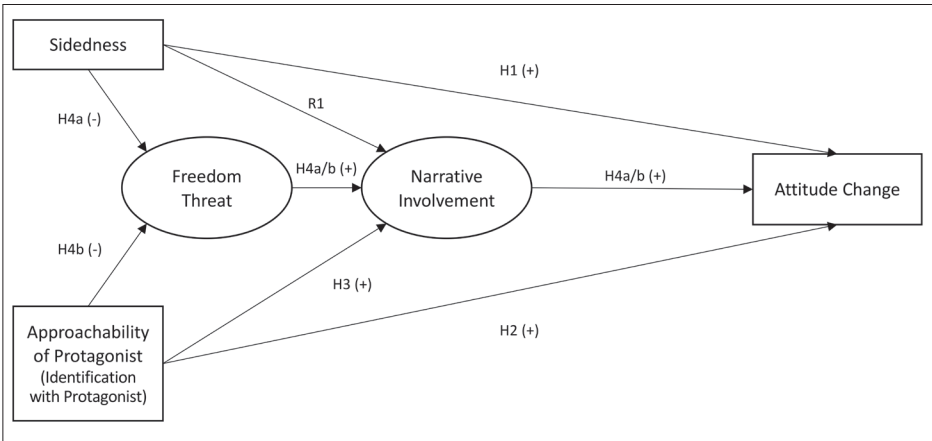 Sidedness
H1 (+)
R1
H4a (-)
Freedom
Threat
H4a/b (+)
Narrative
Involvement
H4a/b (+)
Attitude Change
H4b (-)
H3 (+)
H2 (+)
Approachability
of Protagonist
(Identification
with Protagonist)